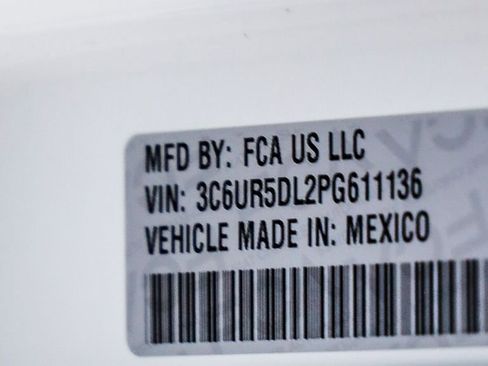 MFD BY: FCA US LLC
VIN: 3C6UR5DL2PG611136
VEHICLE MADE IN: MEXICO